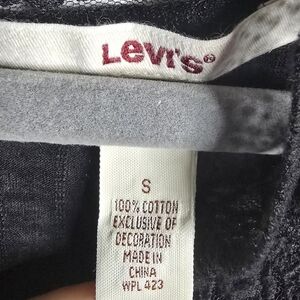 Levi's®
S
100% COTTON
EXCLUSIVE OF
DECORATION
MADE IN
CHINA
WPL 423